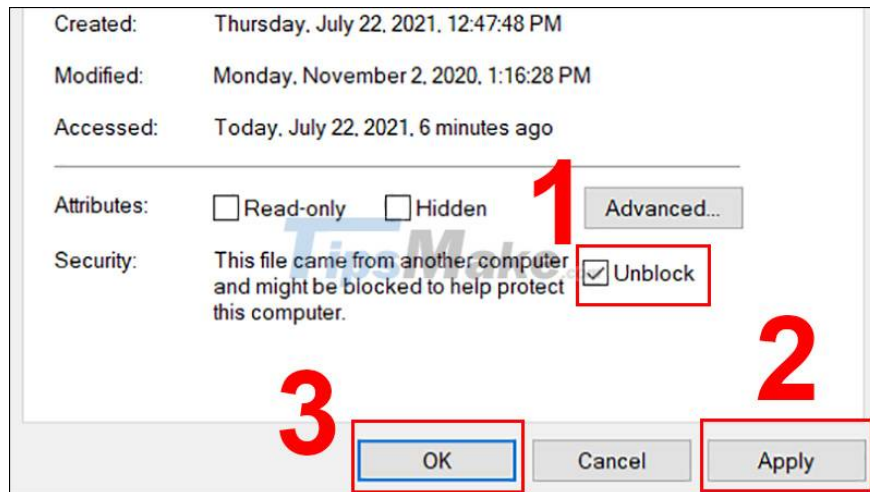 Created: Thursday, July 22, 2021, 12:47:48 PM
Modified: Monday, November 2, 2020, 1:16:28 PM
Accessed: Today, July 22, 2021, 6 minutes ago
1
Attributes: Read-only Hidden Advanced...
TipsMake.com
Security: This file came from another computer Unblock
and might be blocked to help protect
this computer.
2
3
OK Cancel Apply